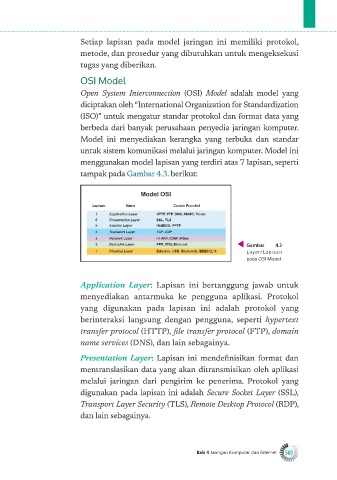 Setiap lapisan pada model jaringan ini memiliki protokol,
metode, dan prosedur yang dibutuhkan untuk mengeksekusi
tugas yang diberikan.
OSI Model
Open System Interconnection (OSI) Model adalah model yang
diciptakan oleh “International Organization for Standardization
(ISO)” untuk mengatur standar protokol dan format data yang
berbeda dari banyak perusahaan penyedia jaringan komputer.
Model ini menyediakan kerangka yang terbuka dan standar
untuk sistem komunikasi melalui jaringan komputer. Model ini
menggunakan model lapisan yang terdiri atas 7 lapisan, seperti
tampak pada Gambar 4.3. berikut:
Model OSI
Lapisan Nama Contoh Protokol
7 Application Layer HTTP, FTP, DNS, Telnet
6 Presentation Layer SSL, TLS
5 Session Layer NetBIOS, PPTP
4 Transport Layer TCP, UDP
3 Network Layer
2 Data Link Layer PPP, ATM, Ethernet
1 Physical Layer Ethernet, USB, Bluetooth,
Gambar 4.3
Layer/Lapisan
pada OSI Model
Application Layer: Lapisan ini bertanggung jawab untuk
menyediakan antarmuka ke pengguna aplikasi. Protokol
yang digunakan pada lapisan ini adalah protokol yang
berinteraksi langsung dengan pengguna, seperti hypertext
transfer protocol (HTTP), file transfer protocol (FTP), domain
name services (DNS), dan lain sebagainya.
Presentation Layer: Lapisan ini mendefinisikan format dan
mentranslasikan data yang akan ditransmisikan oleh aplikasi
melalui jaringan dari pengirim ke penerima. Protokol yang
digunakan pada lapisan ini adalah Secure Socket Layer (SSL),
Transport Layer Security (TLS), Remote Desktop Protocol (RDP),
dan lain sebagainya.
Bab 4 Jaringan Komputer dan Internet 149